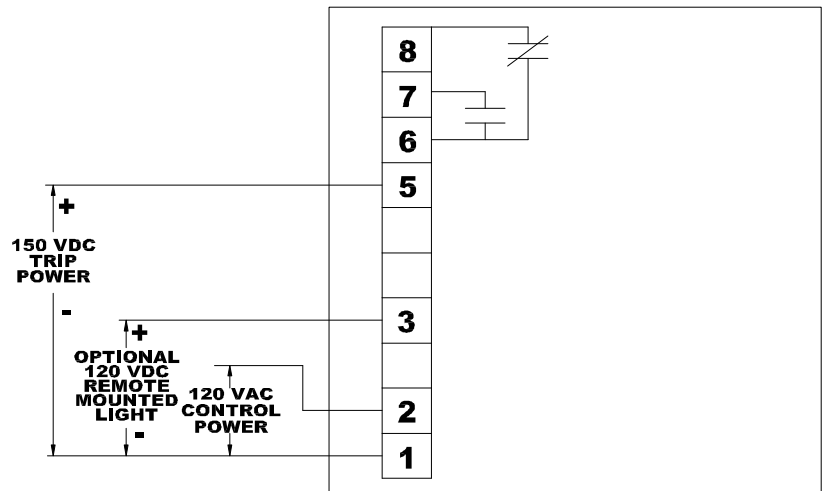 8
7
6
5
3
2
1
+
150 VDC
TRIP
POWER
-
+
OPTIONAL
120 VDC
REMOTE
MOUNTED
LIGHT
-
120 VAC
CONTROL
POWER